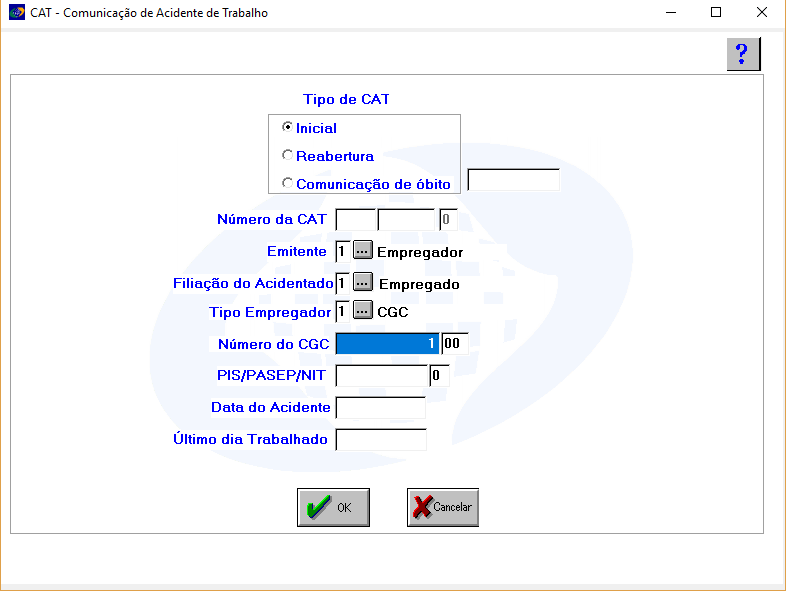 CAT - Comunicação de Acidente de Trabalho
?
Tipo de CAT
Inicial
Reabertura
Comunicação de óbito
Número da CAT 0
Emitente 1 ... Empregador
Filiação do Acidentado 1 ... Empregado
Tipo Empregador 1 ... CGC
Número do CGC 1 00
PIS/PASEP/NIT 0
Data do Acidente
Último dia Trabalhado
OK Cancelar